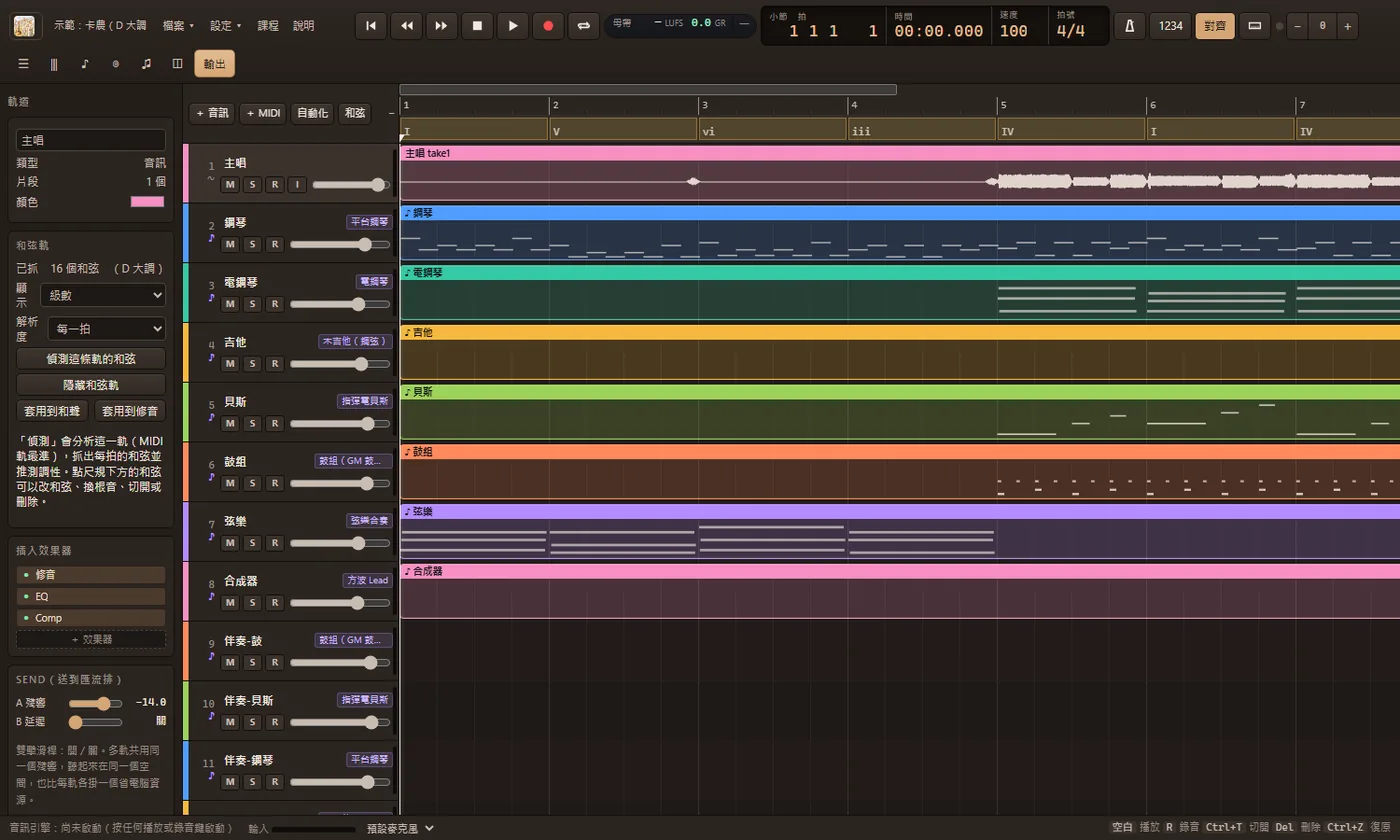 示範：卡農（D 大調
檔案 ▾
設定 ▾
課程
說明
母帶 — LUFS 0.0 GR —
小節 拍
1 1 1 1
時間
00:00.000
速度
100
拍號
4/4
1234
對齊
− 0 +
輸出
軌道
主唱
類型 音訊
片段 1 個
顏色
和弦軌
已抓 16 個和弦 （D 大調）
顯示 級數
解析度 每一拍
偵測這條軌的和弦
隱藏和弦軌
套用到和聲 套用到修音
「偵測」會分析這一軌（MIDI
軌最準），抓出每拍的和弦並
推測調性。點尺規下方的和弦
可以改和弦、換根音、切開或
刪除。
插入效果器
修音
EQ
Comp
+ 效果器
SEND（送到匯流排）
A 殘響 −14.0
B 延遲 關
雙擊滑桿：開 / 關。多軌共用同
一個殘響，聽起來在同一個空
間，也比每軌各掛一個省電腦資
源。
+ 音訊
+ MIDI
自動化
和弦
−
1 2 3 4 5 6 7
I V vi iii IV I IV
1 主唱
M S R I
2 鋼琴 平台鋼琴
M S R
3 電鋼琴 電鋼琴
M S R
4 吉他 木吉他（鋼弦）
M S R
5 貝斯 指彈電貝斯
M S R
6 鼓組 鼓組（GM 鼓...
M S R
7 弦樂 弦樂合奏
M S R
8 合成器 方波 Lead
M S R
9 伴奏-鼓 鼓組（GM 鼓...
M S R
10 伴奏-貝斯 指彈電貝斯
M S R
11 伴奏-鋼琴 平台鋼琴
M S R
主唱 take1
♪ 鋼琴
♪ 電鋼琴
♪ 吉他
♪ 貝斯
♪ 鼓組
♪ 弦樂
♪ 合成器
音訊引擎：尚未啟動（按任何播放或錄音鍵啟動）
輸入
預設麥克風
空白 播放 R 錄音 Ctrl+T 切開 Del 刪除 Ctrl+Z 復原